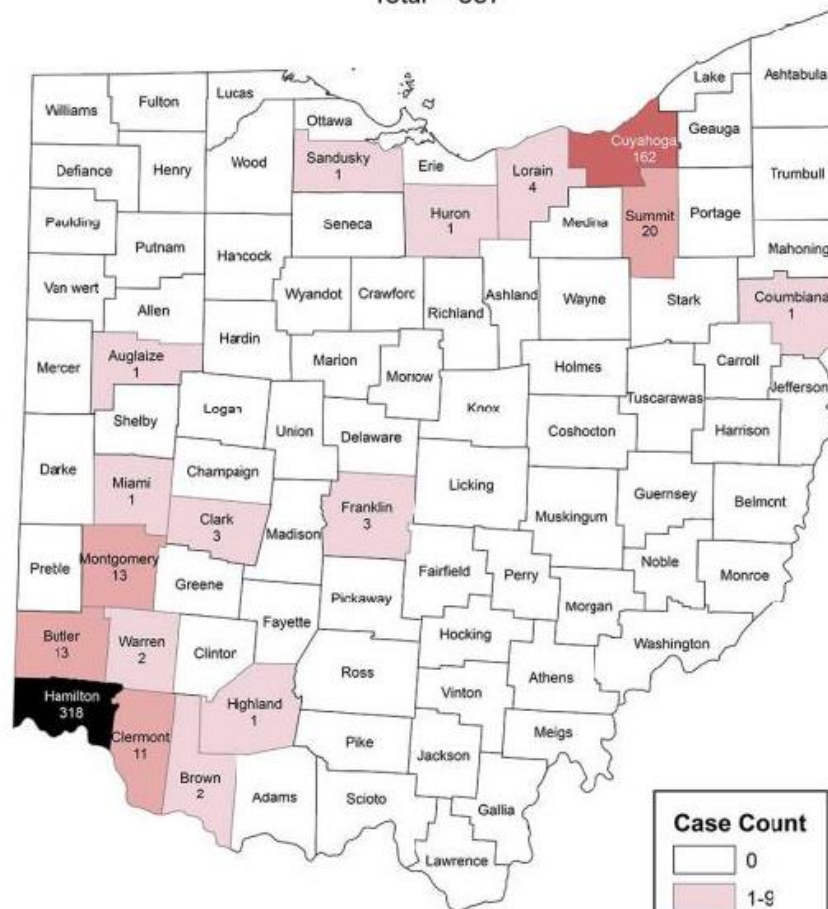 Lake
Ashtabula
Williams
Fulton
Lucas
Ottawa
Geauga
Cuyahoga
162
Sandusky
1
Erie
Lorain
4
Wood
Henry
Defiance
Trumbull
Huron
1
Summit
20
Portage
Medina
Paulding
Seneca
Putnam
Hancock
Mahoning
Van wert
Wyandot
Crawford
Richland
Ashland
Wayne
Stark
Coumbiana
1
Allen
Hardin
Marion
Morrow
Holmes
Carroll
Mercer
Auglaize
1
Jefferson
Tuscarawas
Logan
Knox
Shelby
Union
Delaware
Coshocton
Harrison
Darke
Champaign
Licking
Guernsey
Belmont
Miami
1
Franklin
3
Muskingum
Clark
3
Madison
Preble
Montgomery
13
Greene
Fairfield
Perry
Noble
Monroe
Pickaway
Morgan
Fayette
Butler
13
Warren
2
Clinton
Hocking
Washington
Ross
Athens
Vinton
Hamilton
318
Highland
1
Meigs
Clermont
11
Pike
Jackson
Brown
2
Adams
Scioto
Gallia
Lawrence
Case Count
0
1-9